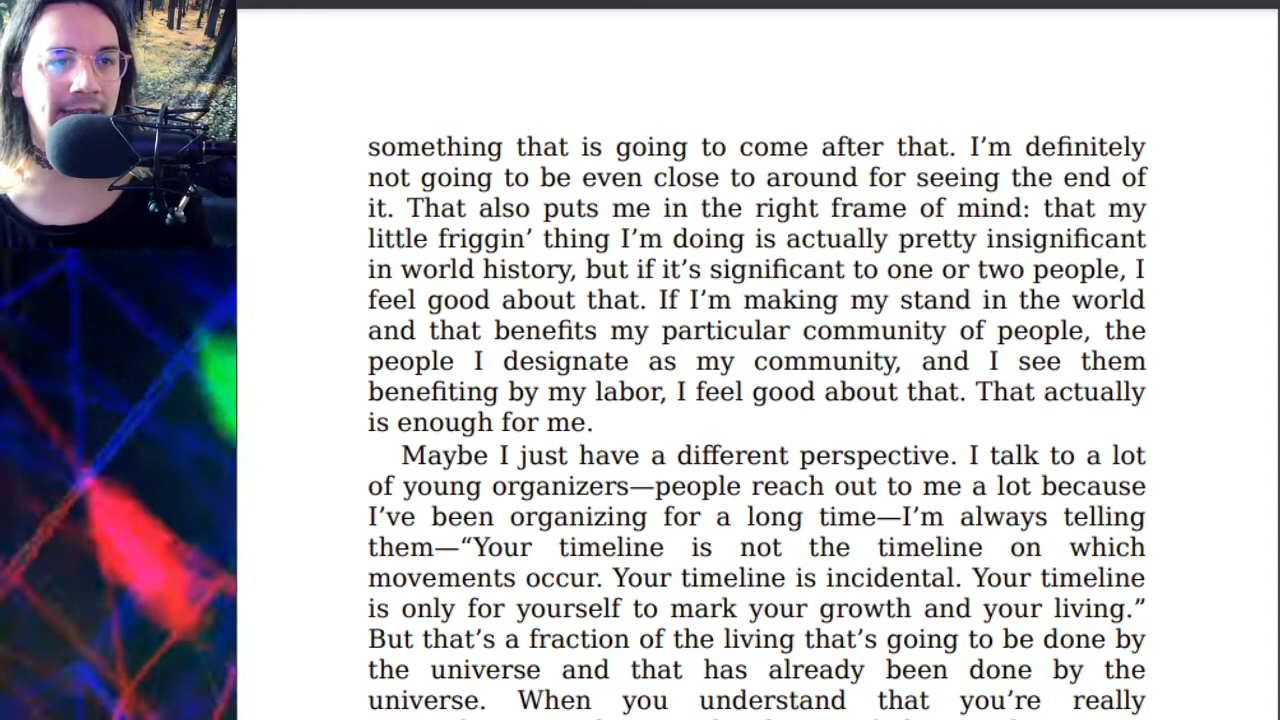 something that is going to come after that. I’m definitely
not going to be even close to around for seeing the end of
it. That also puts me in the right frame of mind: that my
little friggin’ thing I’m doing is actually pretty insignificant
in world history, but if it’s significant to one or two people, I
feel good about that. If I’m making my stand in the world
and that benefits my particular community of people, the
people I designate as my community, and I see them
benefiting by my labor, I feel good about that. That actually
is enough for me.
Maybe I just have a different perspective. I talk to a lot
of young organizers—people reach out to me a lot because
I’ve been organizing for a long time—I’m always telling
them—“Your timeline is not the timeline on which
movements occur. Your timeline is incidental. Your timeline
is only for yourself to mark your growth and your living.”
But that’s a fraction of the living that’s going to be done by
the universe and that has already been done by the
universe. When you understand that you’re really